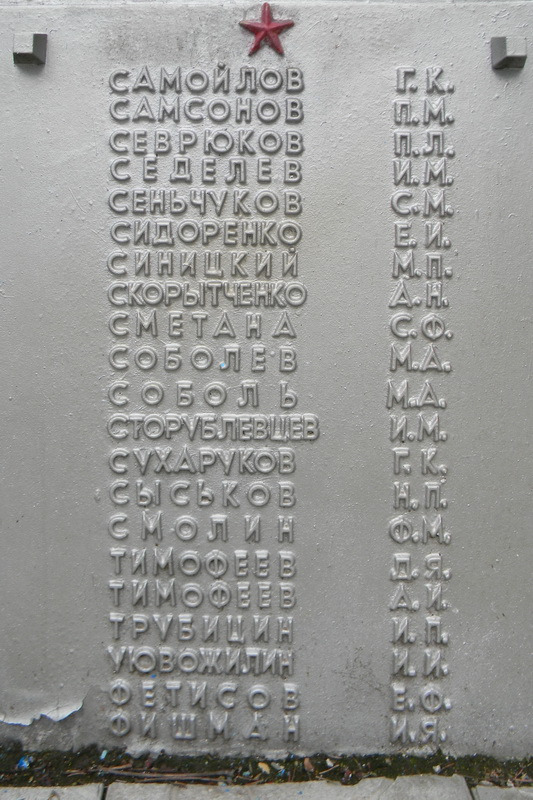 САМОЙЛОВ Г.К.
САМСОНОВ П.М.
СЕВРЮКОВ П.Л.
СЕДЕЛЕВ И.М.
СЕНЬЧУКОВ С.М.
СИДОРЕНКО Е.И.
СИНИЦКИЙ М.П.
СКОРЫТЧЕНКО А.Н.
СМЕТАНА С.Ф.
СОБОЛЕВ М.А.
СОБОЛЬ М.А.
СТОРУБЛЕВЦЕВ И.М.
СУХАРУКОВ Г.К.
СЫСЬКОВ Н.П.
СМОЛИН Ф.М.
ТИМОФЕЕВ Д.Я.
ТИМОФЕЕВ А.И.
ТРУБИЦИН И.П.
УЮВОЖИЛИН И.И.
ФЕТИСОВ Е.Ф.
ФИШМАН И.Я.